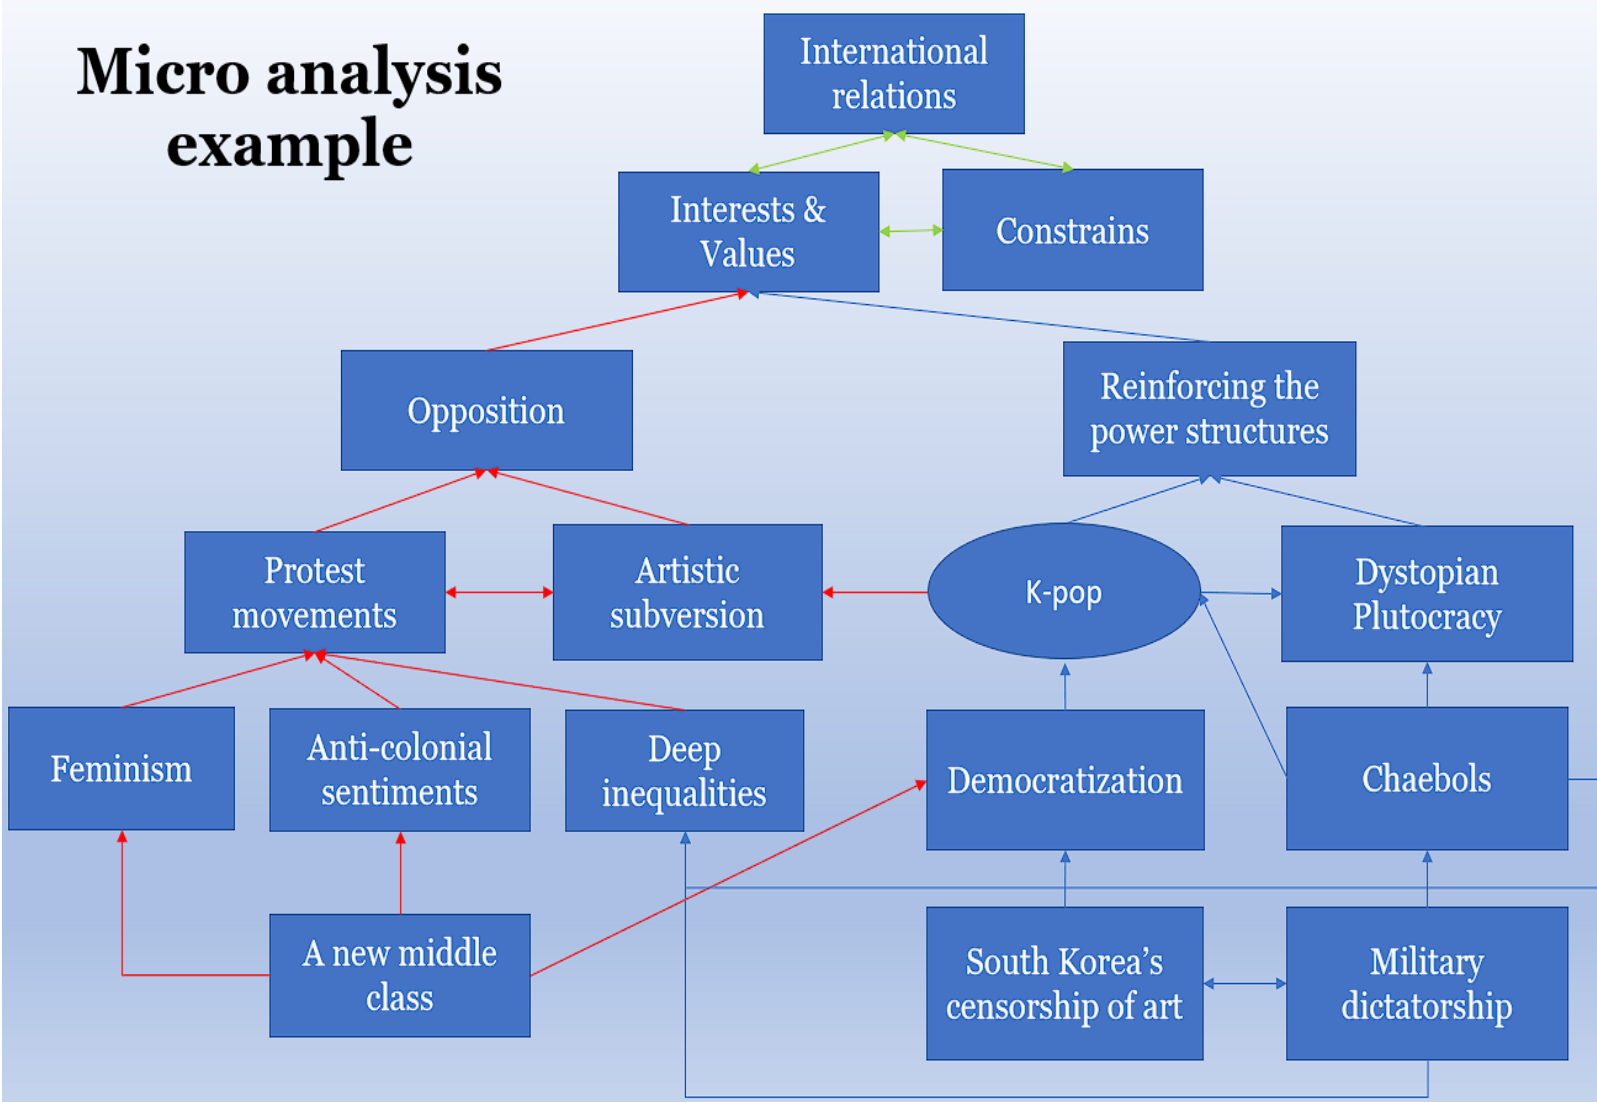 Micro analysis
example
International
relations
Interests &
Values
Constrains
Opposition
Reinforcing the
power structures
Protest
movements
Artistic
subversion
K-pop
Dystopian
Plutocracy
Feminism
Anti-colonial
sentiments
Deep
inequalities
Democratization
Chaebols
A new middle
class
South Korea’s
censorship of art
Military
dictatorship